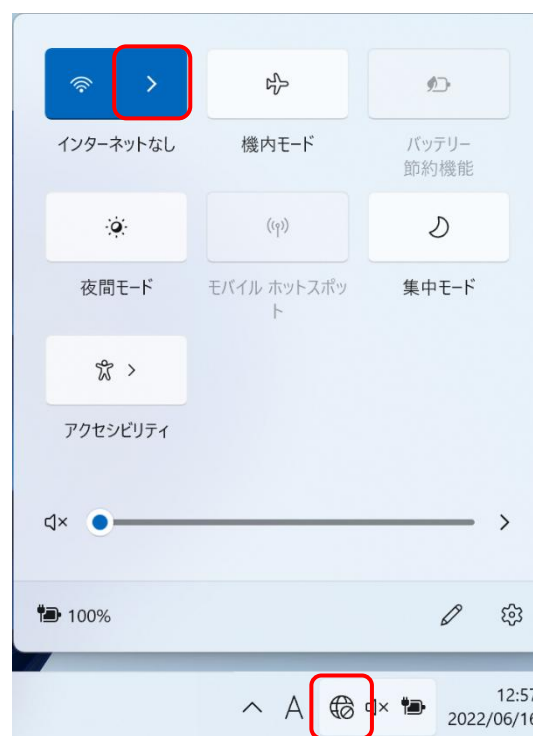 インターネットなし
機内モード
バッテリー
節約機能
夜間モード
モバイル ホットスポッ
ト
集中モード
アクセシビリティ
100%
A
12:57
2022/06/16